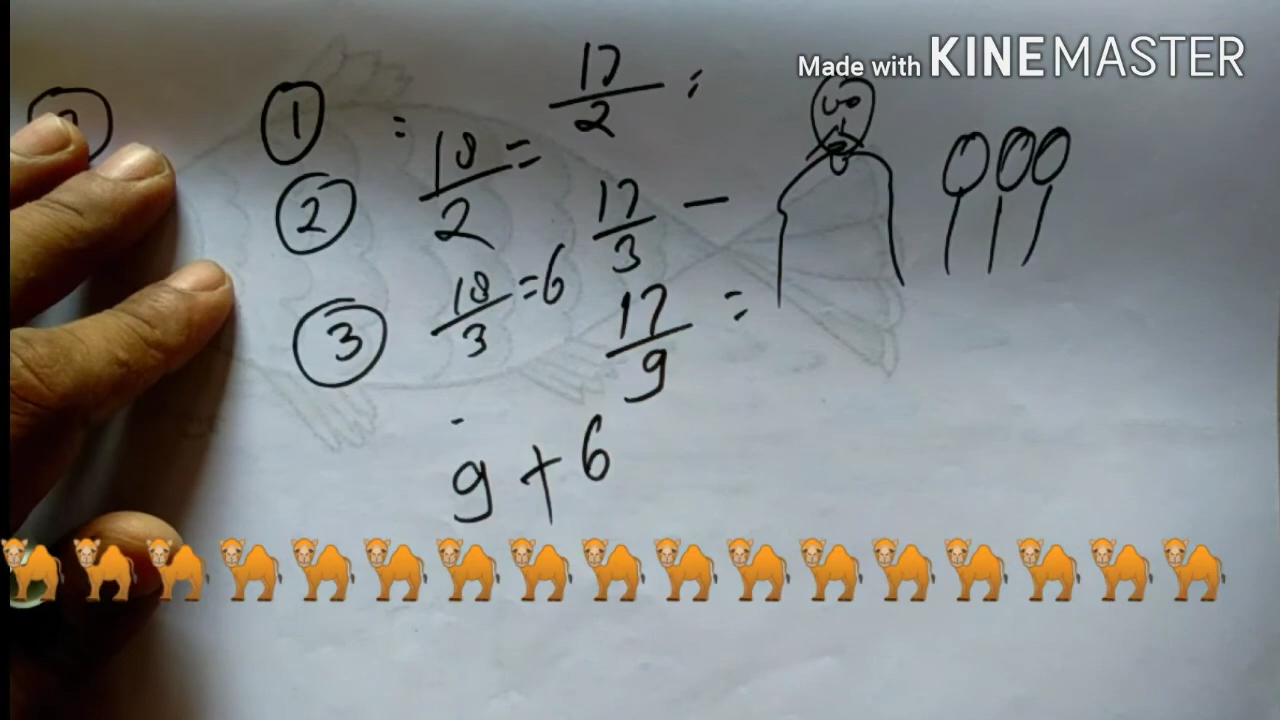 Made with KINEMASTER
① : 17/2 :
② 18/2 = 17/3 -
③ 18/3 = 6 17/9 =
9 + 6